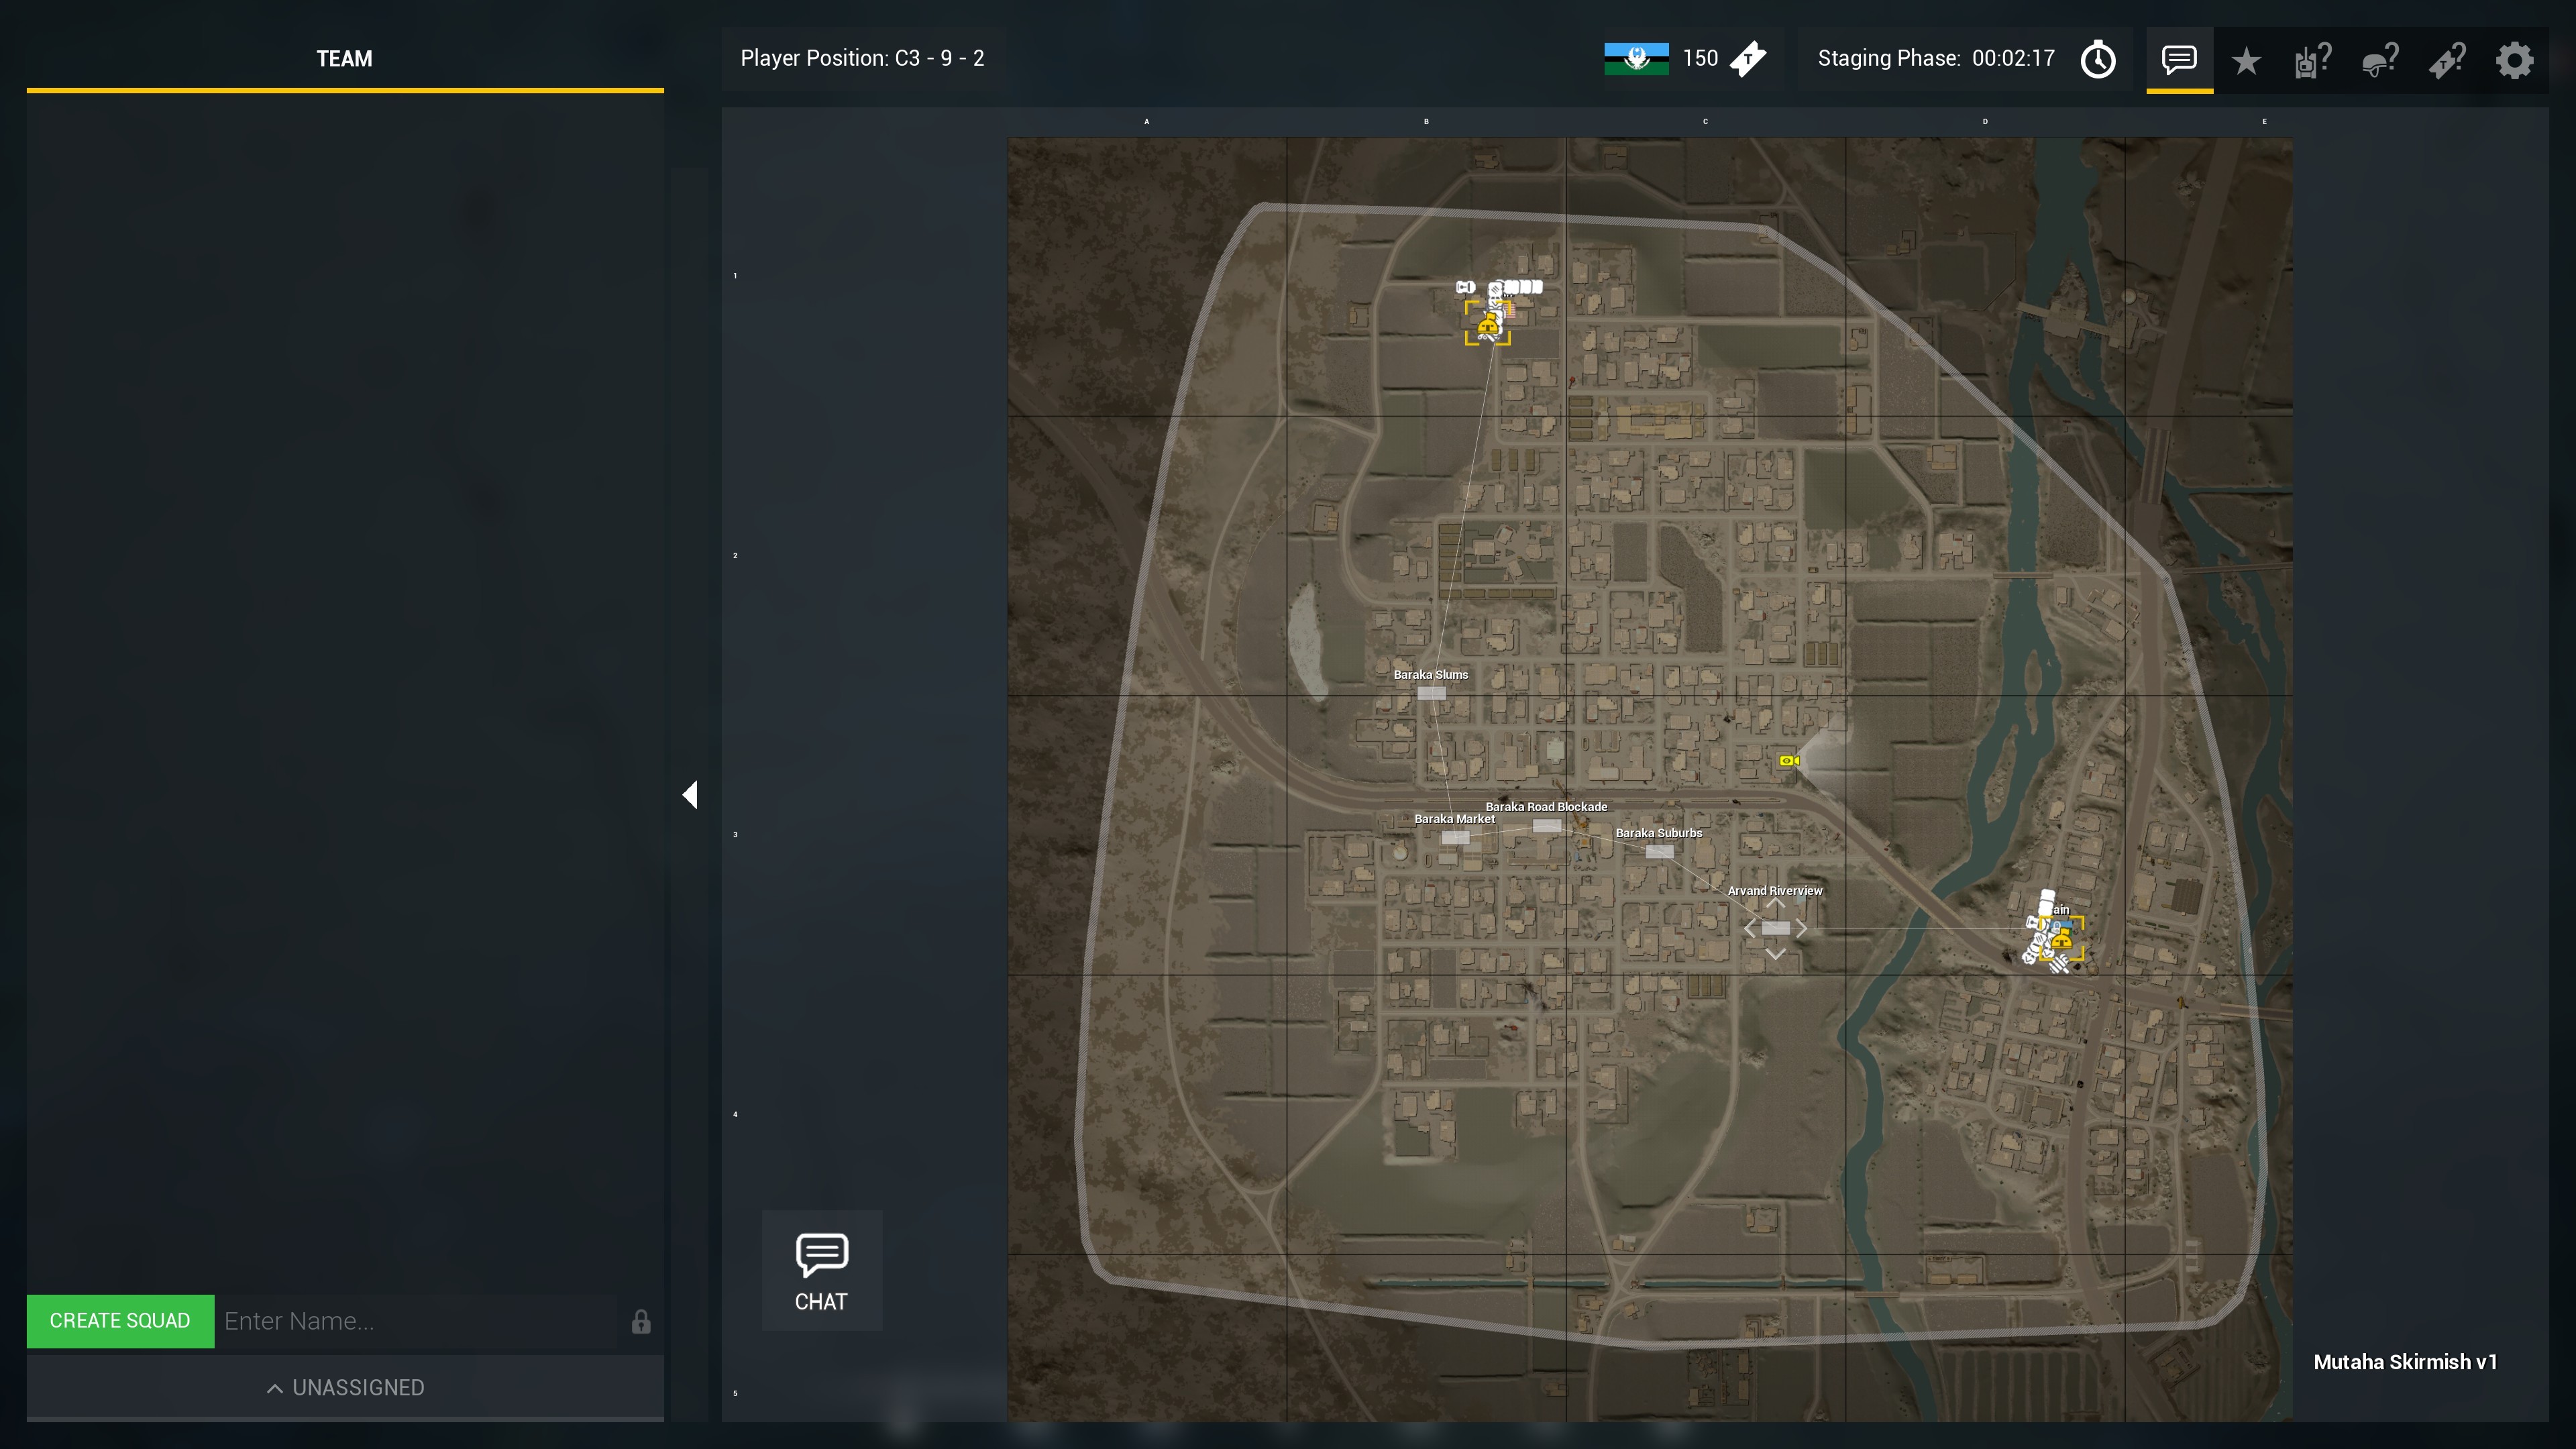 TEAM
Player Position: C3 - 9 - 2
150
T
Staging Phase: 00:02:17
?
?
T?
A
B
C
D
E
1
2
3
4
5
Baraka Slums
Baraka Road Blockade
Baraka Market
Baraka Suburbs
Arvand Riverview
ain
CHAT
CREATE SQUAD
Enter Name...
UNASSIGNED
Mutaha Skirmish v1